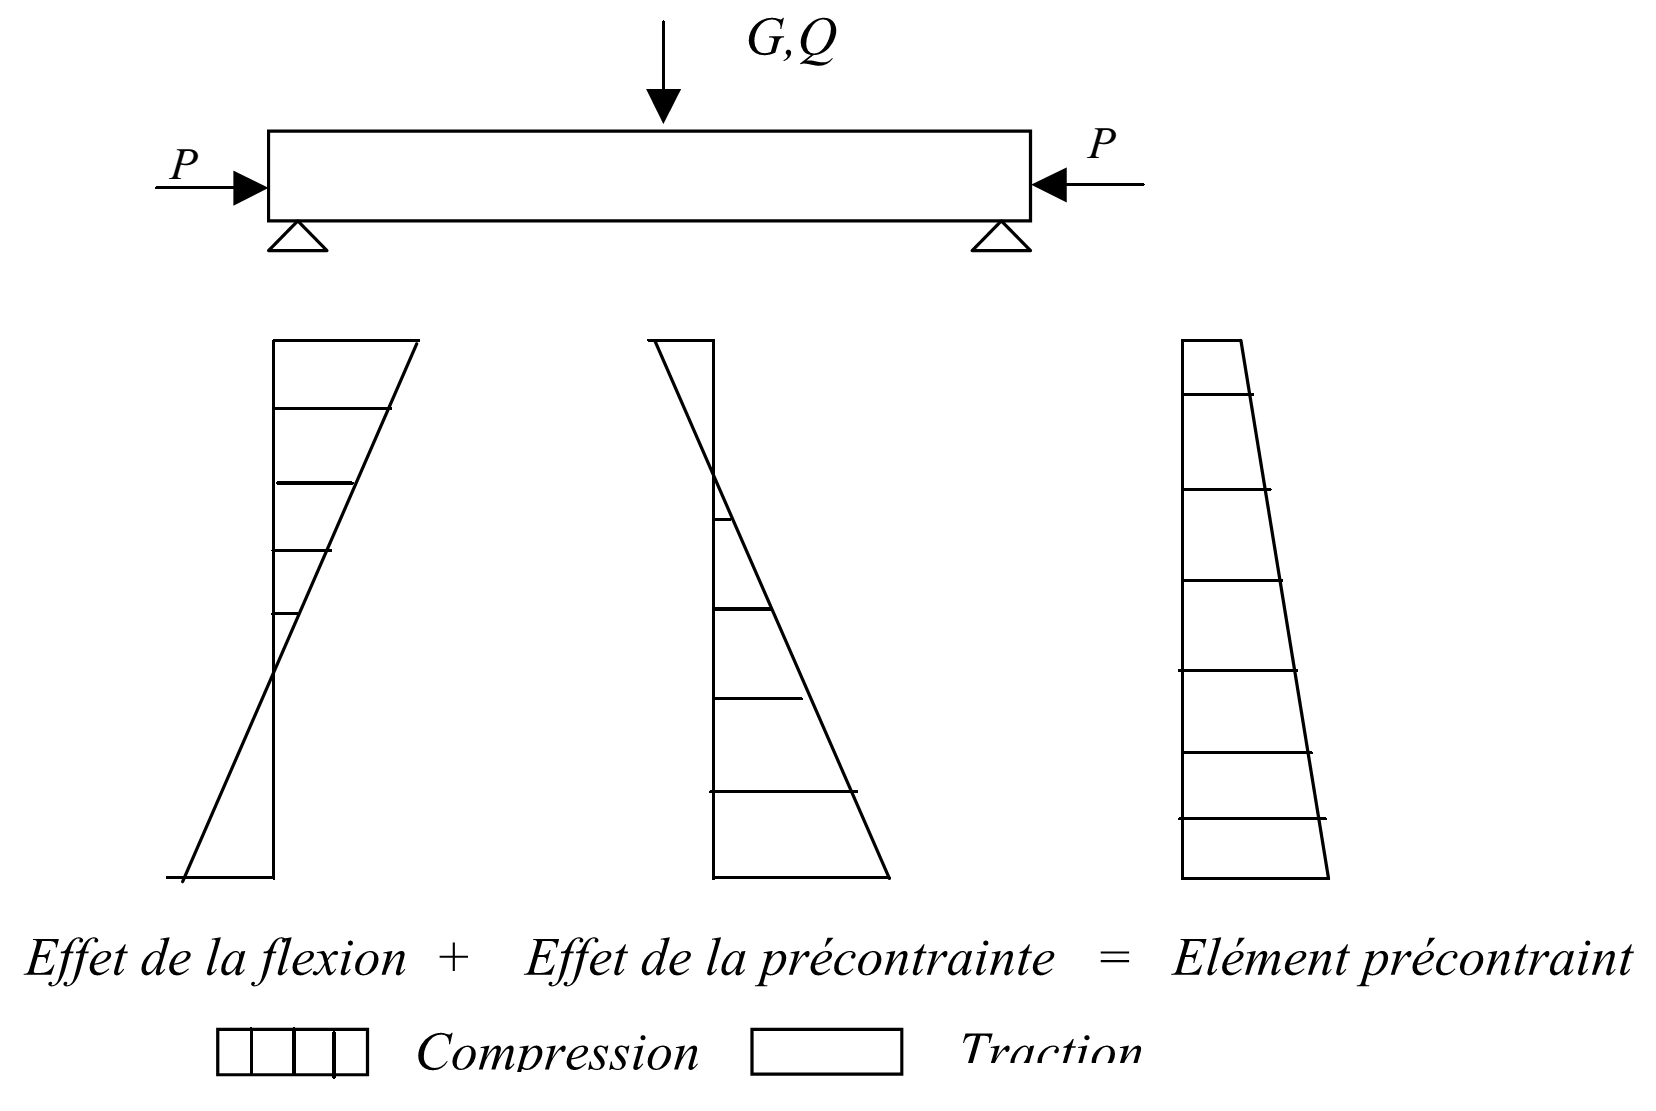 G,Q
P
P
Effet de la flexion + Effet de la précontrainte = Elément précontraint
Compression Traction